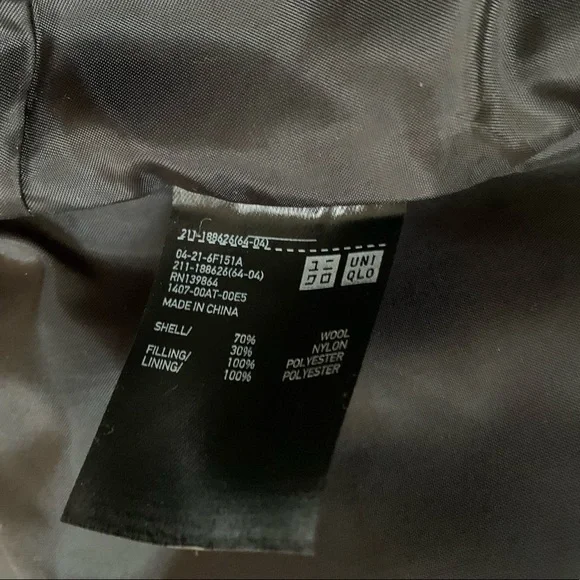 211-188626(64-04)
04-21-6F151A
211-188626(64-04)
RN139864
1407-00AT-00E5
MADE IN CHINA
ユニ
クロ
UNI
QLO
SHELL/ 70% WOOL
30% NYLON
FILLING/ 100% POLYESTER
LINING/ 100% POLYESTER